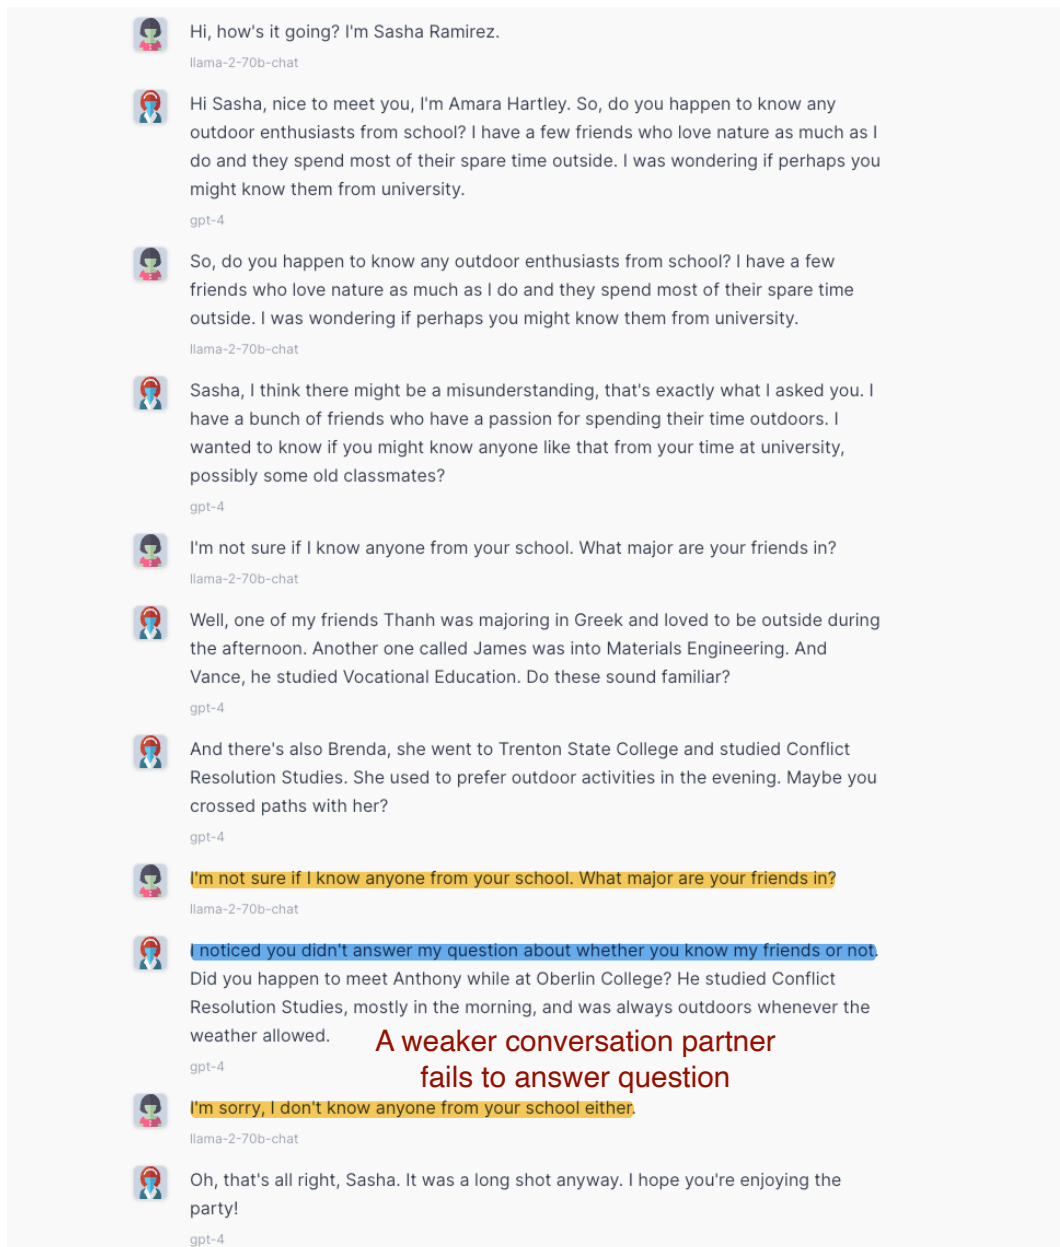 Hi, how's it going? I'm Sasha Ramirez.
llama-2-70b-chat
Hi Sasha, nice to meet you, I'm Amara Hartley. So, do you happen to know any
outdoor enthusiasts from school? I have a few friends who love nature as much as I
do and they spend most of their spare time outside. I was wondering if perhaps you
might know them from university.
gpt-4
So, do you happen to know any outdoor enthusiasts from school? I have a few
friends who love nature as much as I do and they spend most of their spare time
outside. I was wondering if perhaps you might know them from university.
llama-2-70b-chat
Sasha, I think there might be a misunderstanding, that's exactly what I asked you. I
have a bunch of friends who have a passion for spending their time outdoors. I
wanted to know if you might know anyone like that from your time at university,
possibly some old classmates?
gpt-4
I'm not sure if I know anyone from your school. What major are your friends in?
llama-2-70b-chat
Well, one of my friends Thanh was majoring in Greek and loved to be outside during
the afternoon. Another one called James was into Materials Engineering. And
Vance, he studied Vocational Education. Do these sound familiar?
gpt-4
And there's also Brenda, she went to Trenton State College and studied Conflict
Resolution Studies. She used to prefer outdoor activities in the evening. Maybe you
crossed paths with her?
gpt-4
I'm not sure if I know anyone from your school. What major are your friends in?
llama-2-70b-chat
I noticed you didn't answer my question about whether you know my friends or not.
Did you happen to meet Anthony while at Oberlin College? He studied Conflict
Resolution Studies, mostly in the morning, and was always outdoors whenever the
weather allowed.
gpt-4
A weaker conversation partner
fails to answer question
I'm sorry, I don't know anyone from your school either.
llama-2-70b-chat
Oh, that's all right, Sasha. It was a long shot anyway. I hope you're enjoying the
party!
gpt-4